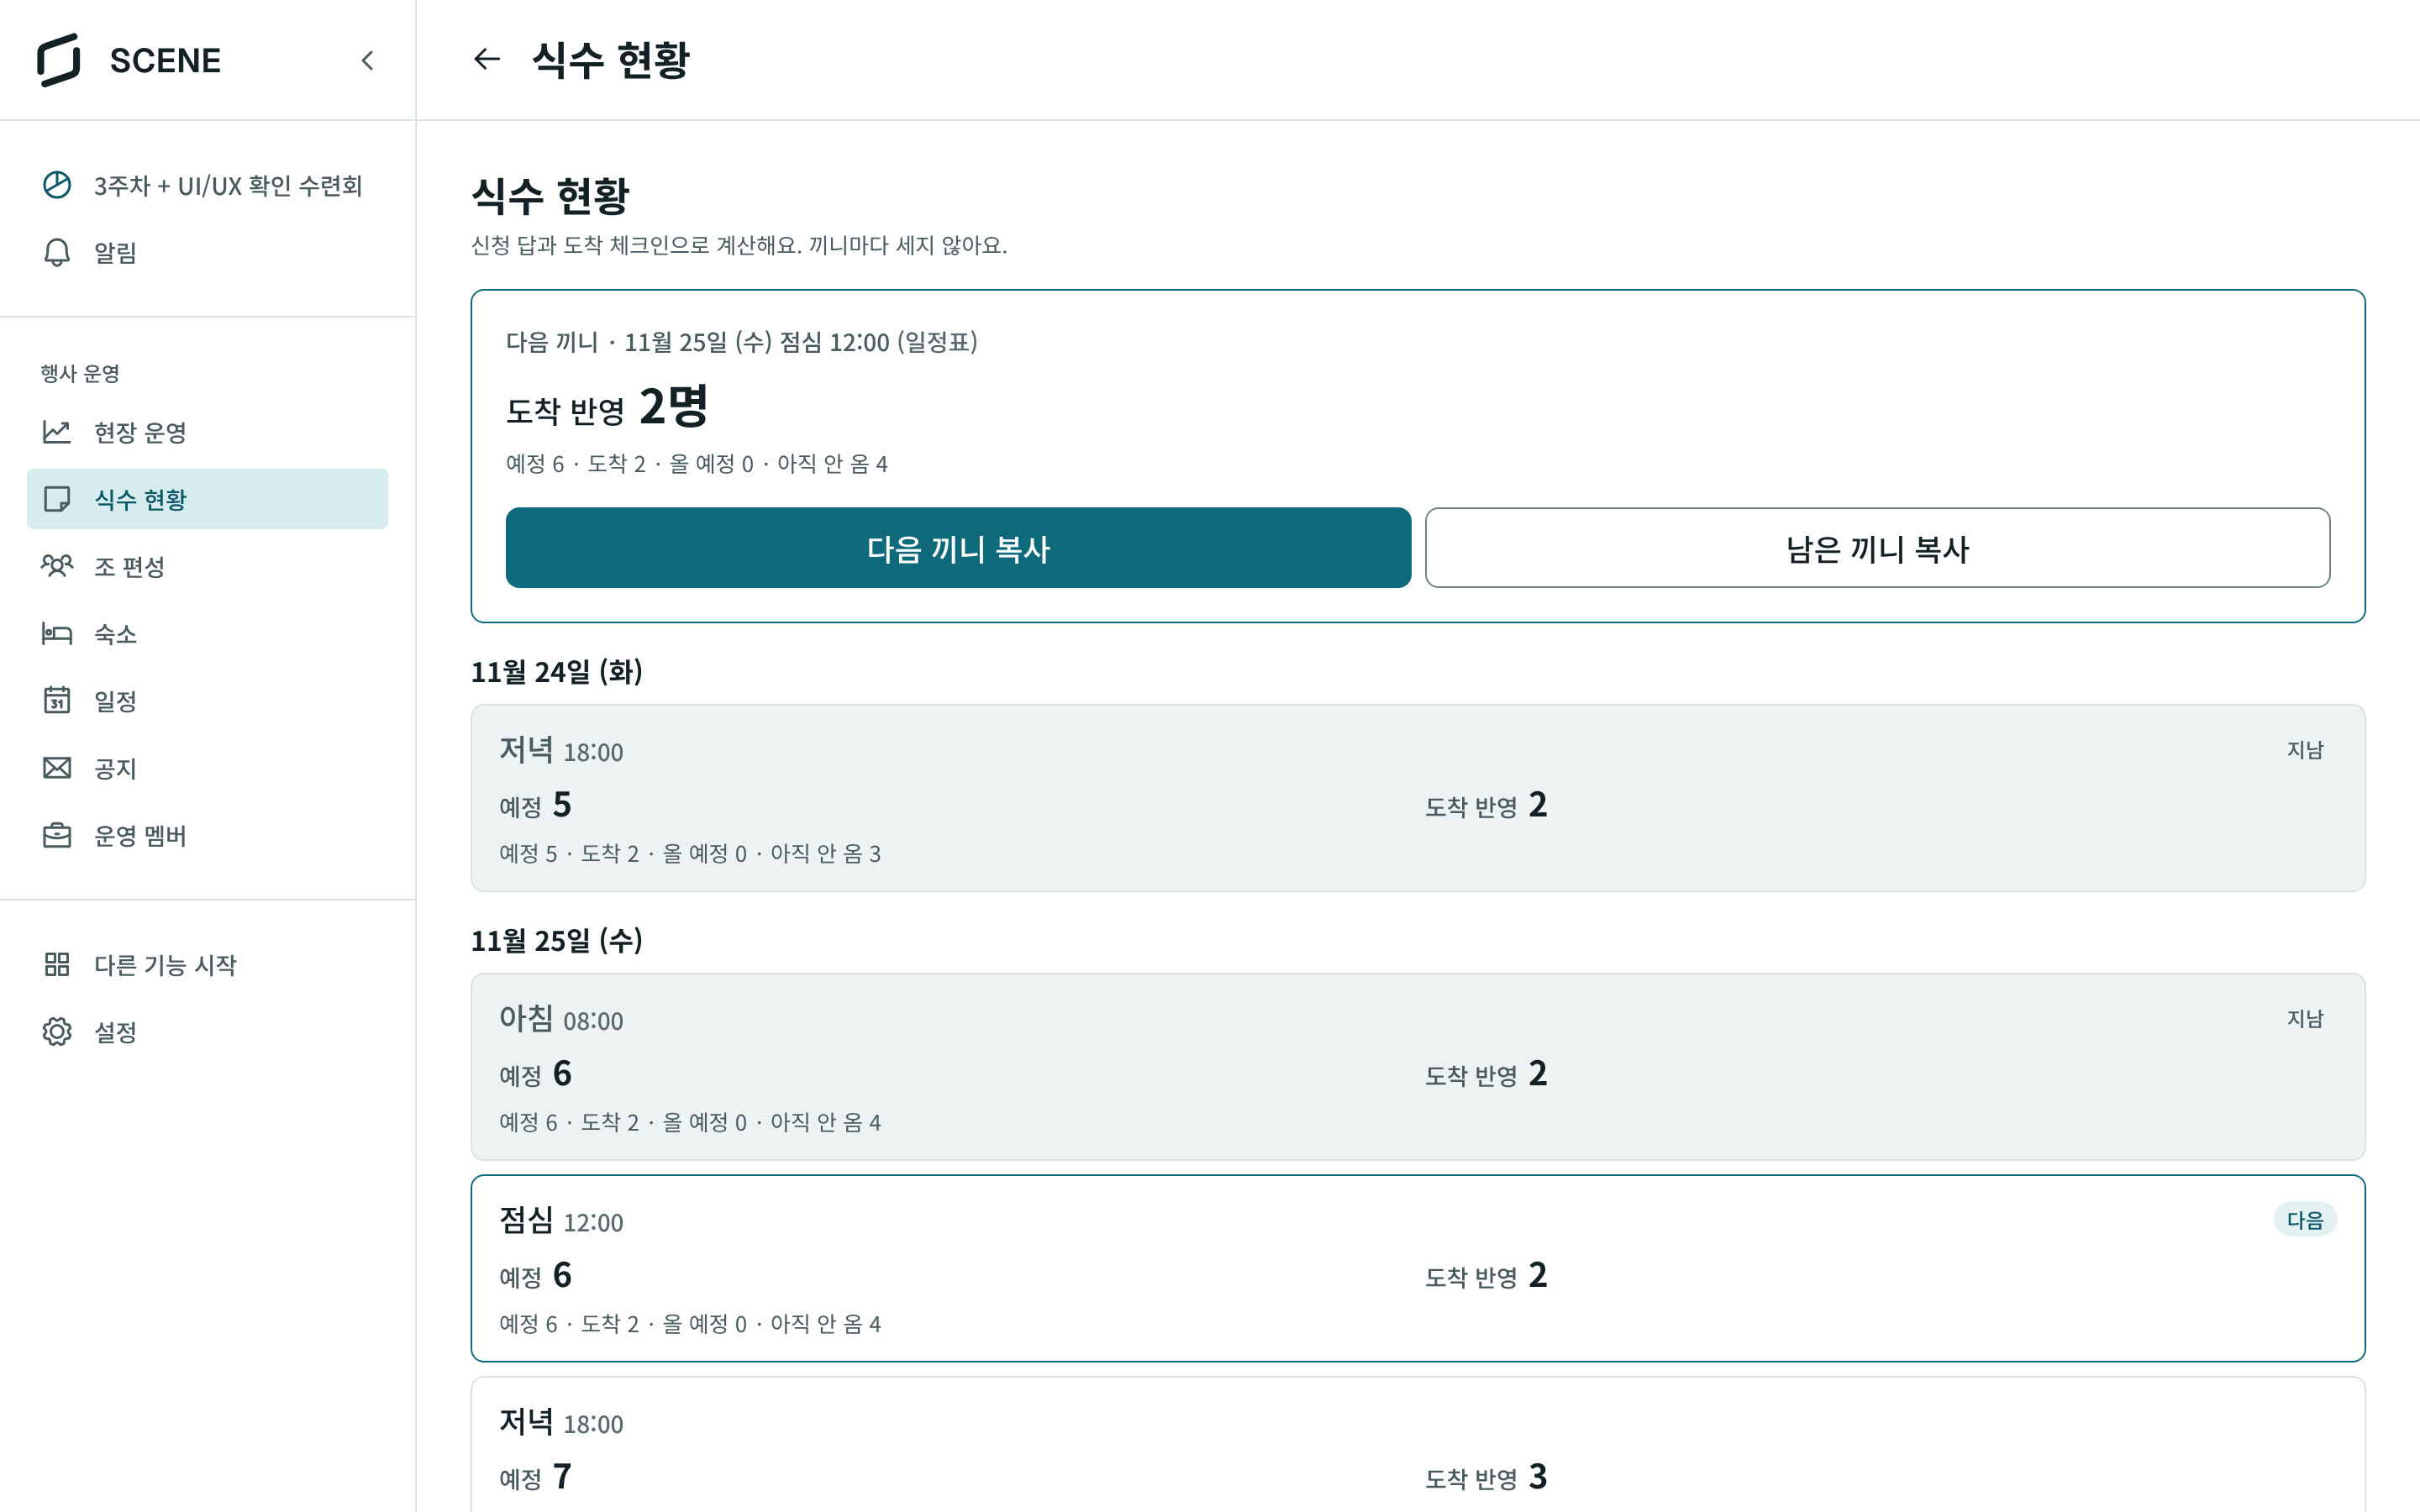 SCENE
식수 현황
3주차 + UI/UX 확인 수련회
알림
행사 운영
현장 운영
식수 현황
조 편성
숙소
31
일정
공지
운영 멤버
다른 기능 시작
설정
식수 현황
신청 답과 도착 체크인으로 계산해요. 끼니마다 세지 않아요.
다음 끼니 · 11월 25일 (수) 점심 12:00 (일정표)
도착 반영 2명
예정 6 · 도착 2 · 올 예정 0 · 아직 안 옴 4
다음 끼니 복사
남은 끼니 복사
11월 24일 (화)
저녁 18:00
지남
예정 5
도착 반영 2
예정 5 · 도착 2 · 올 예정 0 · 아직 안 옴 3
11월 25일 (수)
아침 08:00
지남
예정 6
도착 반영 2
예정 6 · 도착 2 · 올 예정 0 · 아직 안 옴 4
점심 12:00
다음
예정 6
도착 반영 2
예정 6 · 도착 2 · 올 예정 0 · 아직 안 옴 4
저녁 18:00
예정 7
도착 반영 3